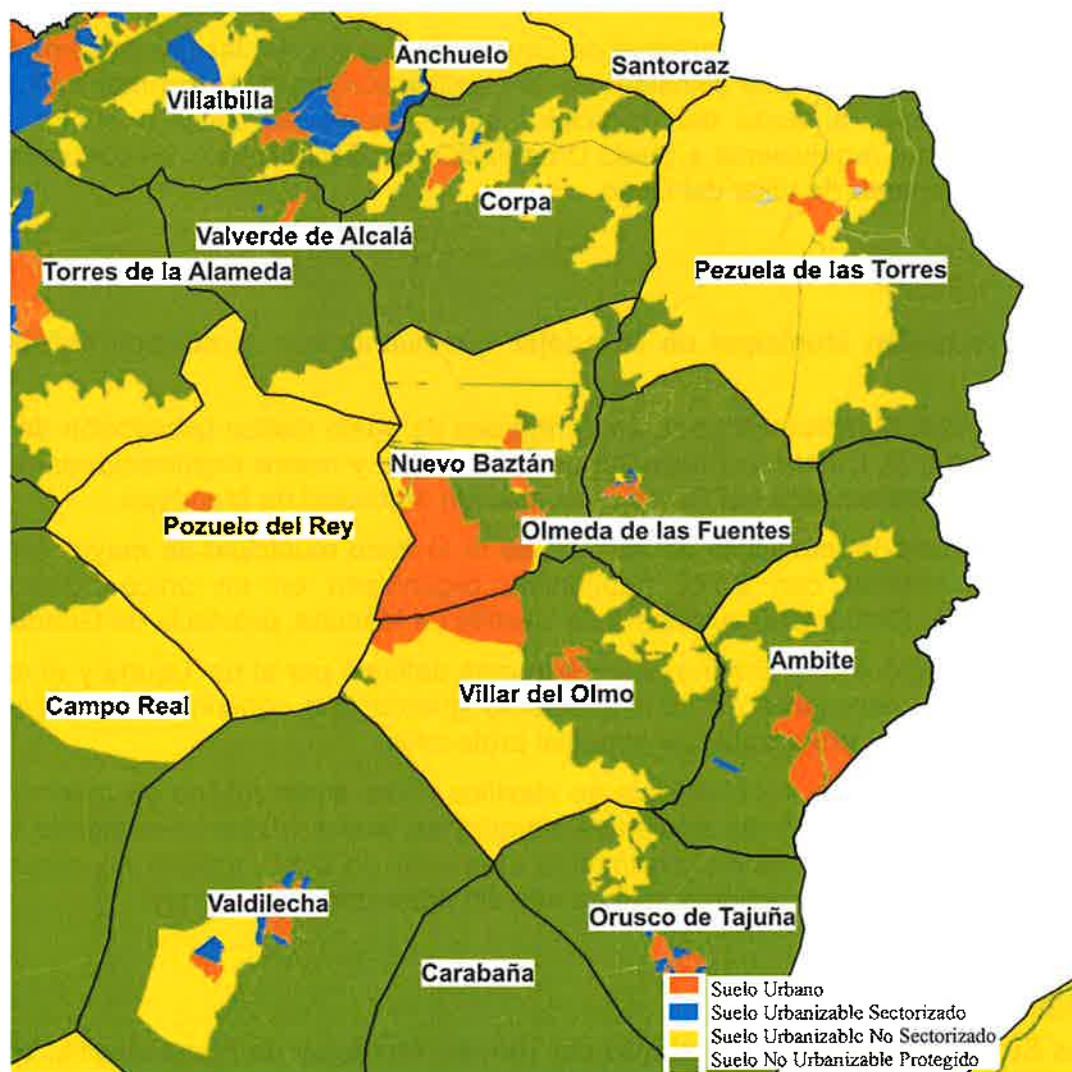 Anchuelo
Santorcaz
Villalbilla
Corpa
Valverde de Alcalá
Torres de la Alameda
Pezuela de las Torres
Nuevo Baztán
Pozuelo del Rey
Olmeda de las Fuentes
Ambite
Villar del Olmo
Campo Real
Valdilecha
Orusco de Tajuña
Carabaña
Suelo Urbano
Suelo Urbanizable Sectorizado
Suelo Urbanizable No Sectorizado
Suelo No Urbanizable Protegido